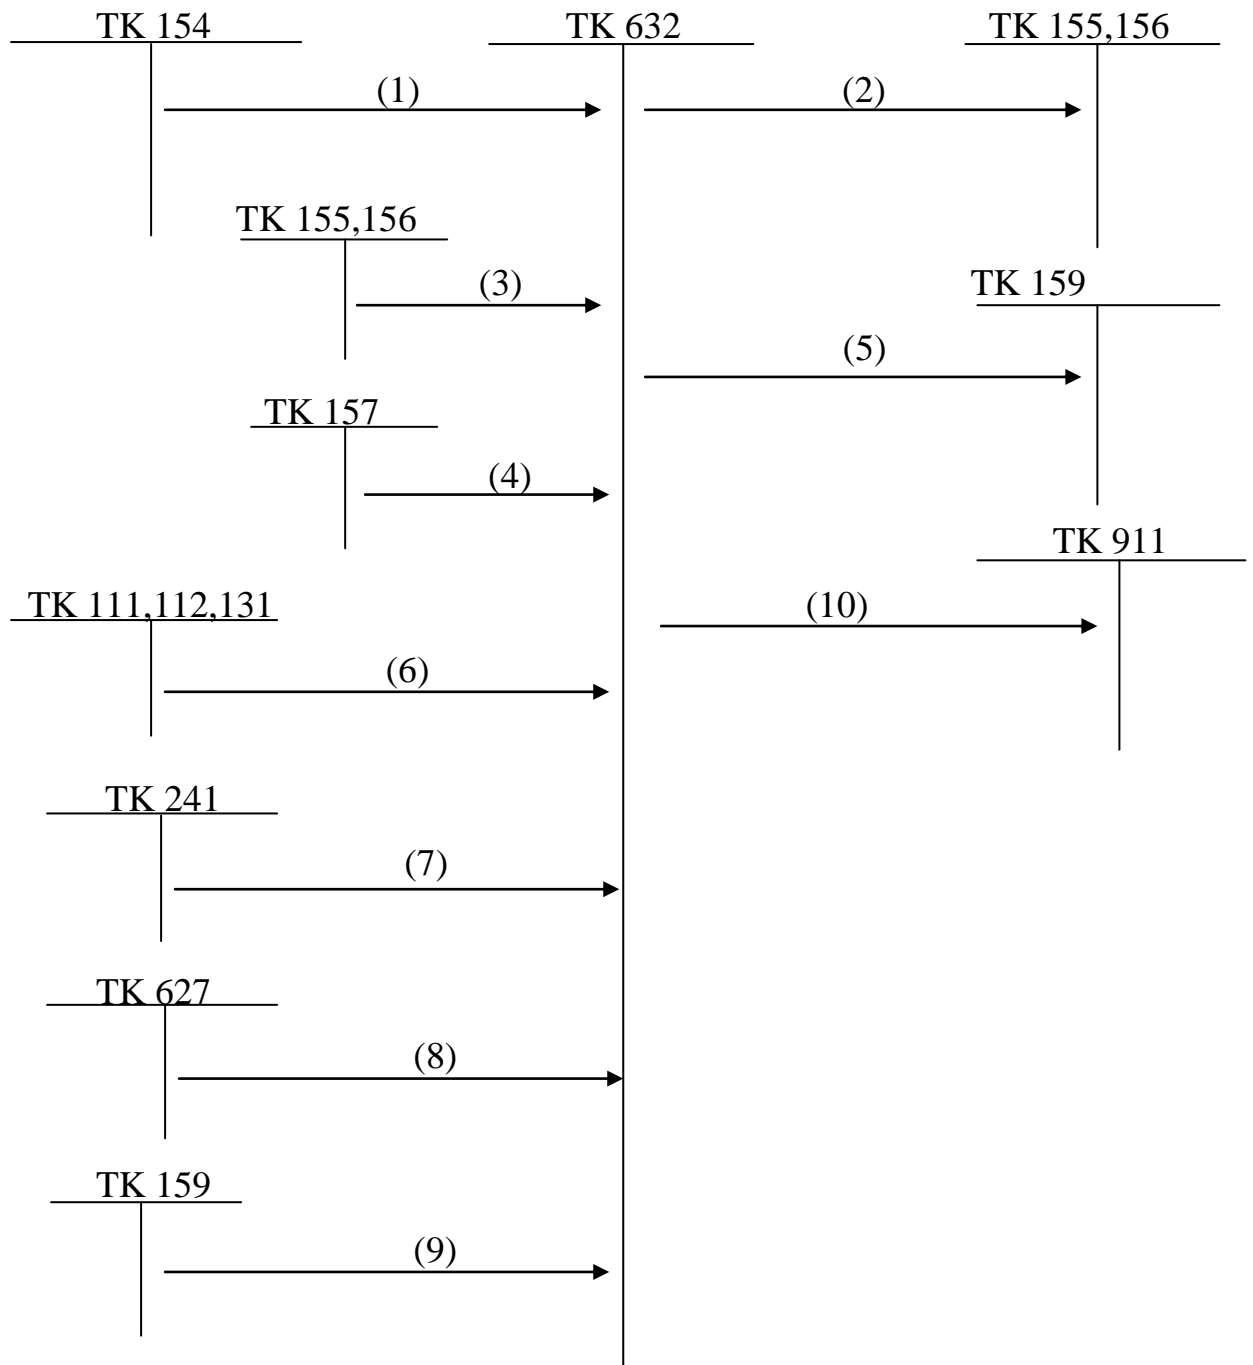 TK 154
TK 632
TK 155,156
(1)
(2)
TK 155,156
(3)
TK 159
(5)
TK 157
(4)
TK 911
TK 111,112,131
(10)
(6)
TK 241
(7)
TK 627
(8)
TK 159
(9)